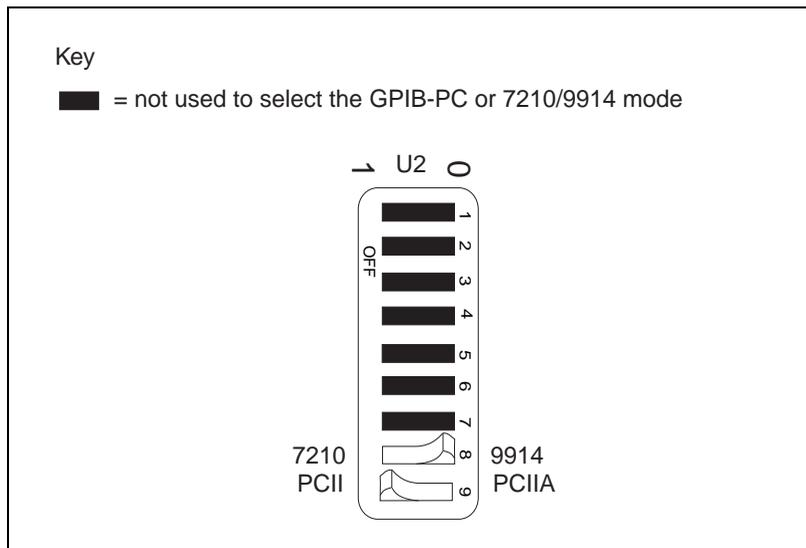 Key
= not used to select the GPIB-PC or 7210/9914 mode
1 U2 0
OFF
1
2
3
4
5
6
7
7210 8 9914
PCII 9 PCIIA